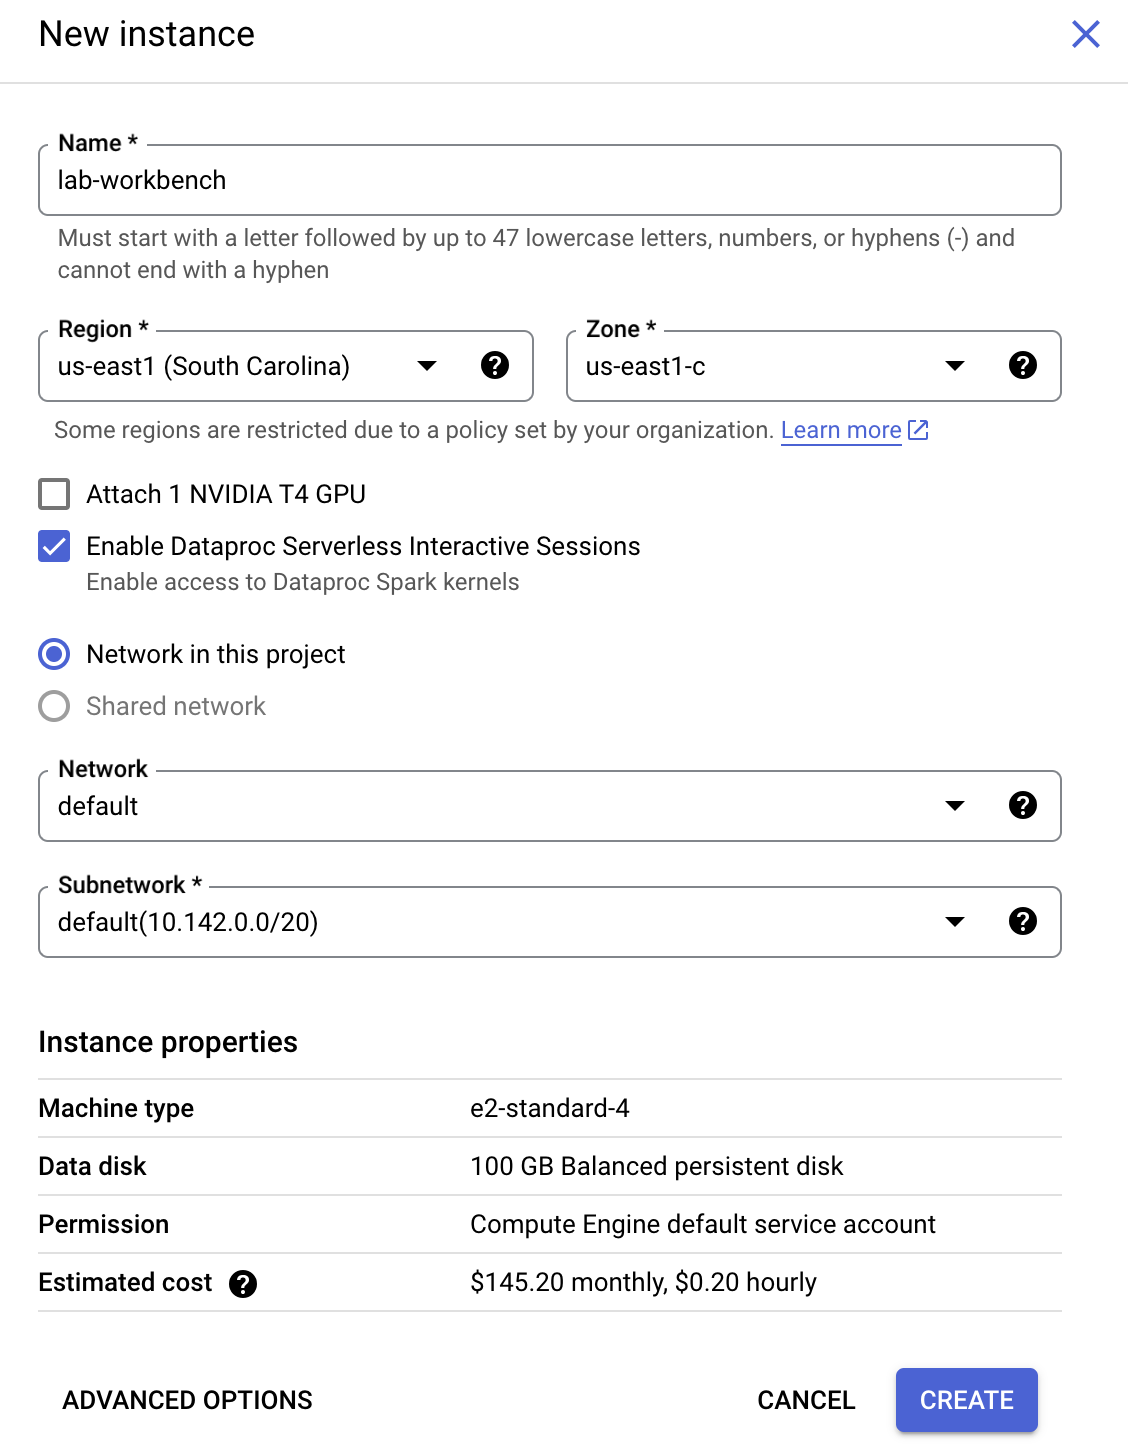 New instance
Name *
lab-workbench
Must start with a letter followed by up to 47 lowercase letters, numbers, or hyphens (-) and
cannot end with a hyphen
Region *
us-east1 (South Carolina)
Zone *
us-east1-c
Some regions are restricted due to a policy set by your organization. Learn more
Attach 1 NVIDIA T4 GPU
Enable Dataproc Serverless Interactive Sessions
Enable access to Dataproc Spark kernels
Network in this project
Shared network
Network
default
Subnetwork *
default(10.142.0.0/20)
Instance properties
Machine type e2-standard-4
Data disk 100 GB Balanced persistent disk
Permission Compute Engine default service account
Estimated cost $145.20 monthly, $0.20 hourly
ADVANCED OPTIONS CANCEL CREATE